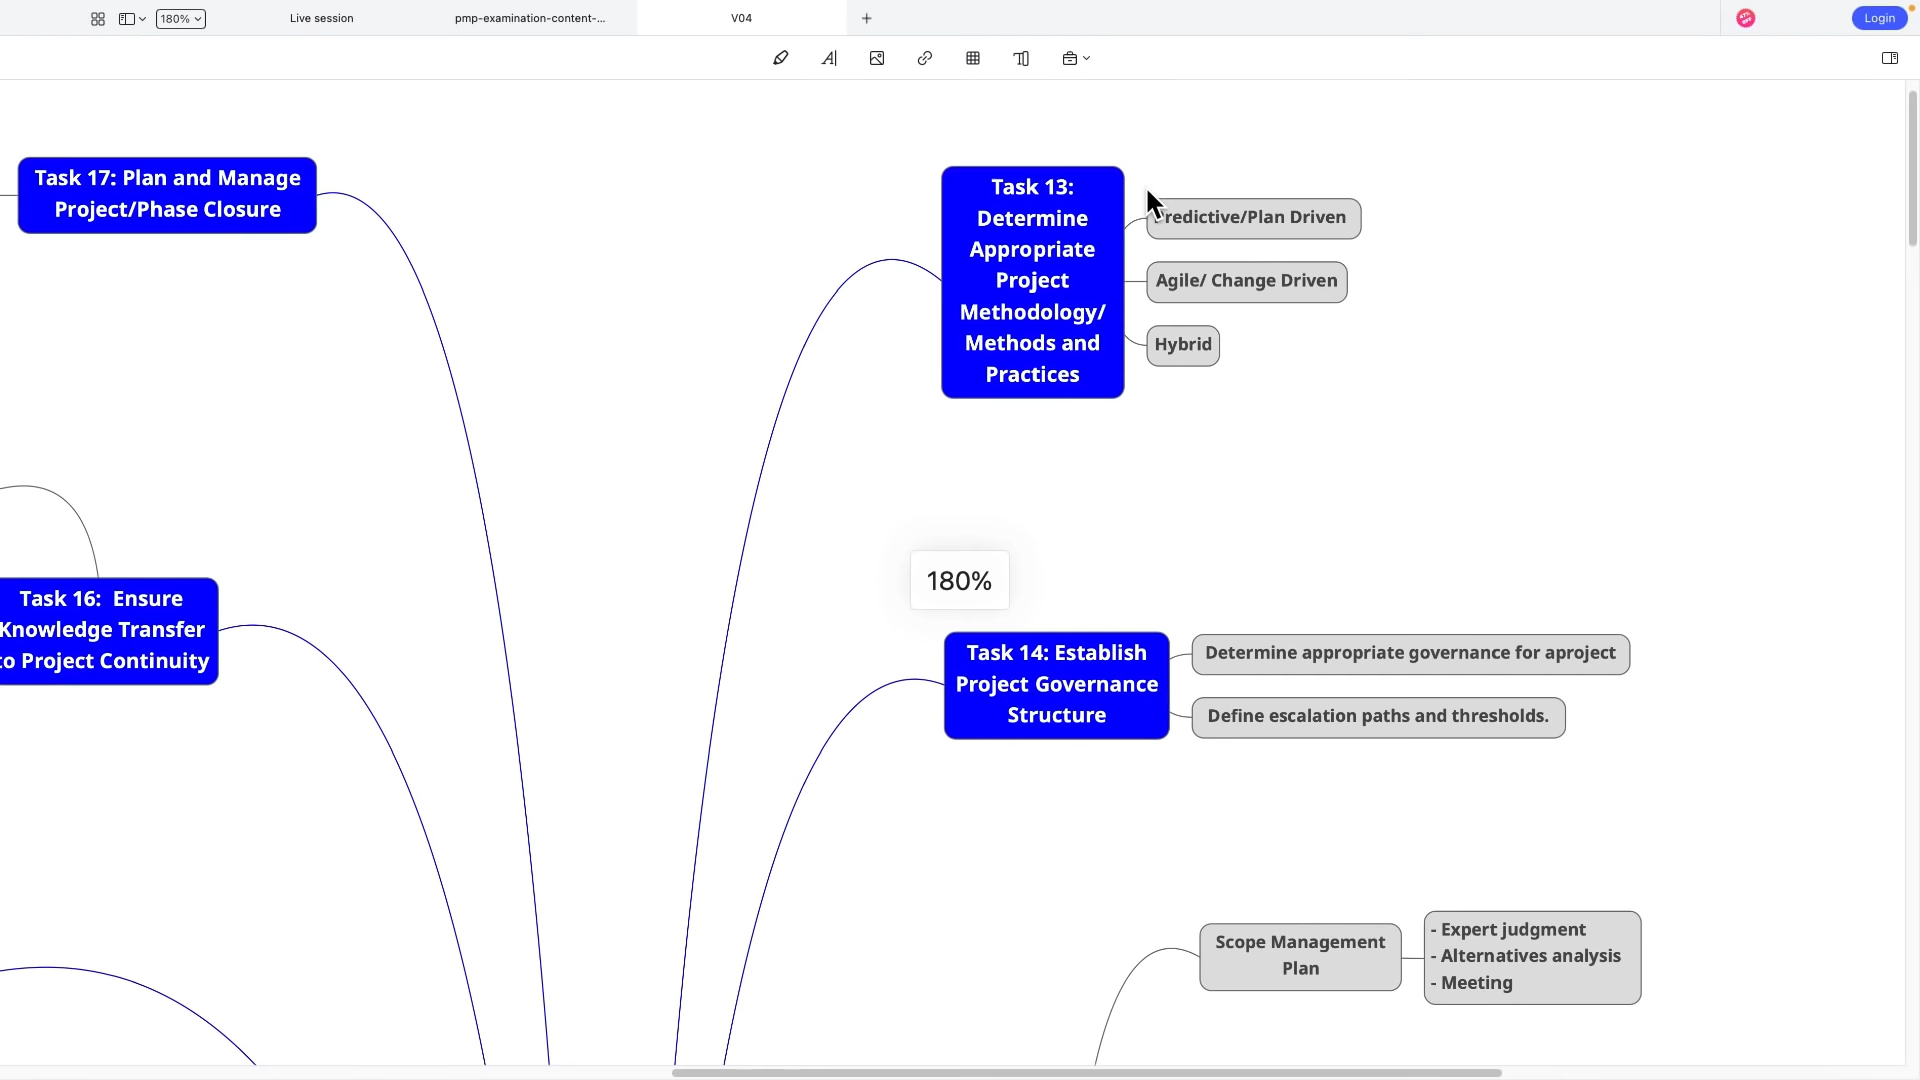 180%
Live session
pmp-examination-content-...
V04
Login
Task 17: Plan and Manage
Project/Phase Closure
Task 13:
Determine
Appropriate
Project
Methodology/
Methods and
Practices
Predictive/Plan Driven
Agile/ Change Driven
Hybrid
180%
Task 16:  Ensure
Knowledge Transfer
to Project Continuity
Task 14: Establish
Project Governance
Structure
Determine appropriate governance for aproject
Define escalation paths and thresholds.
Scope Management
Plan
- Expert judgment
- Alternatives analysis
- Meeting